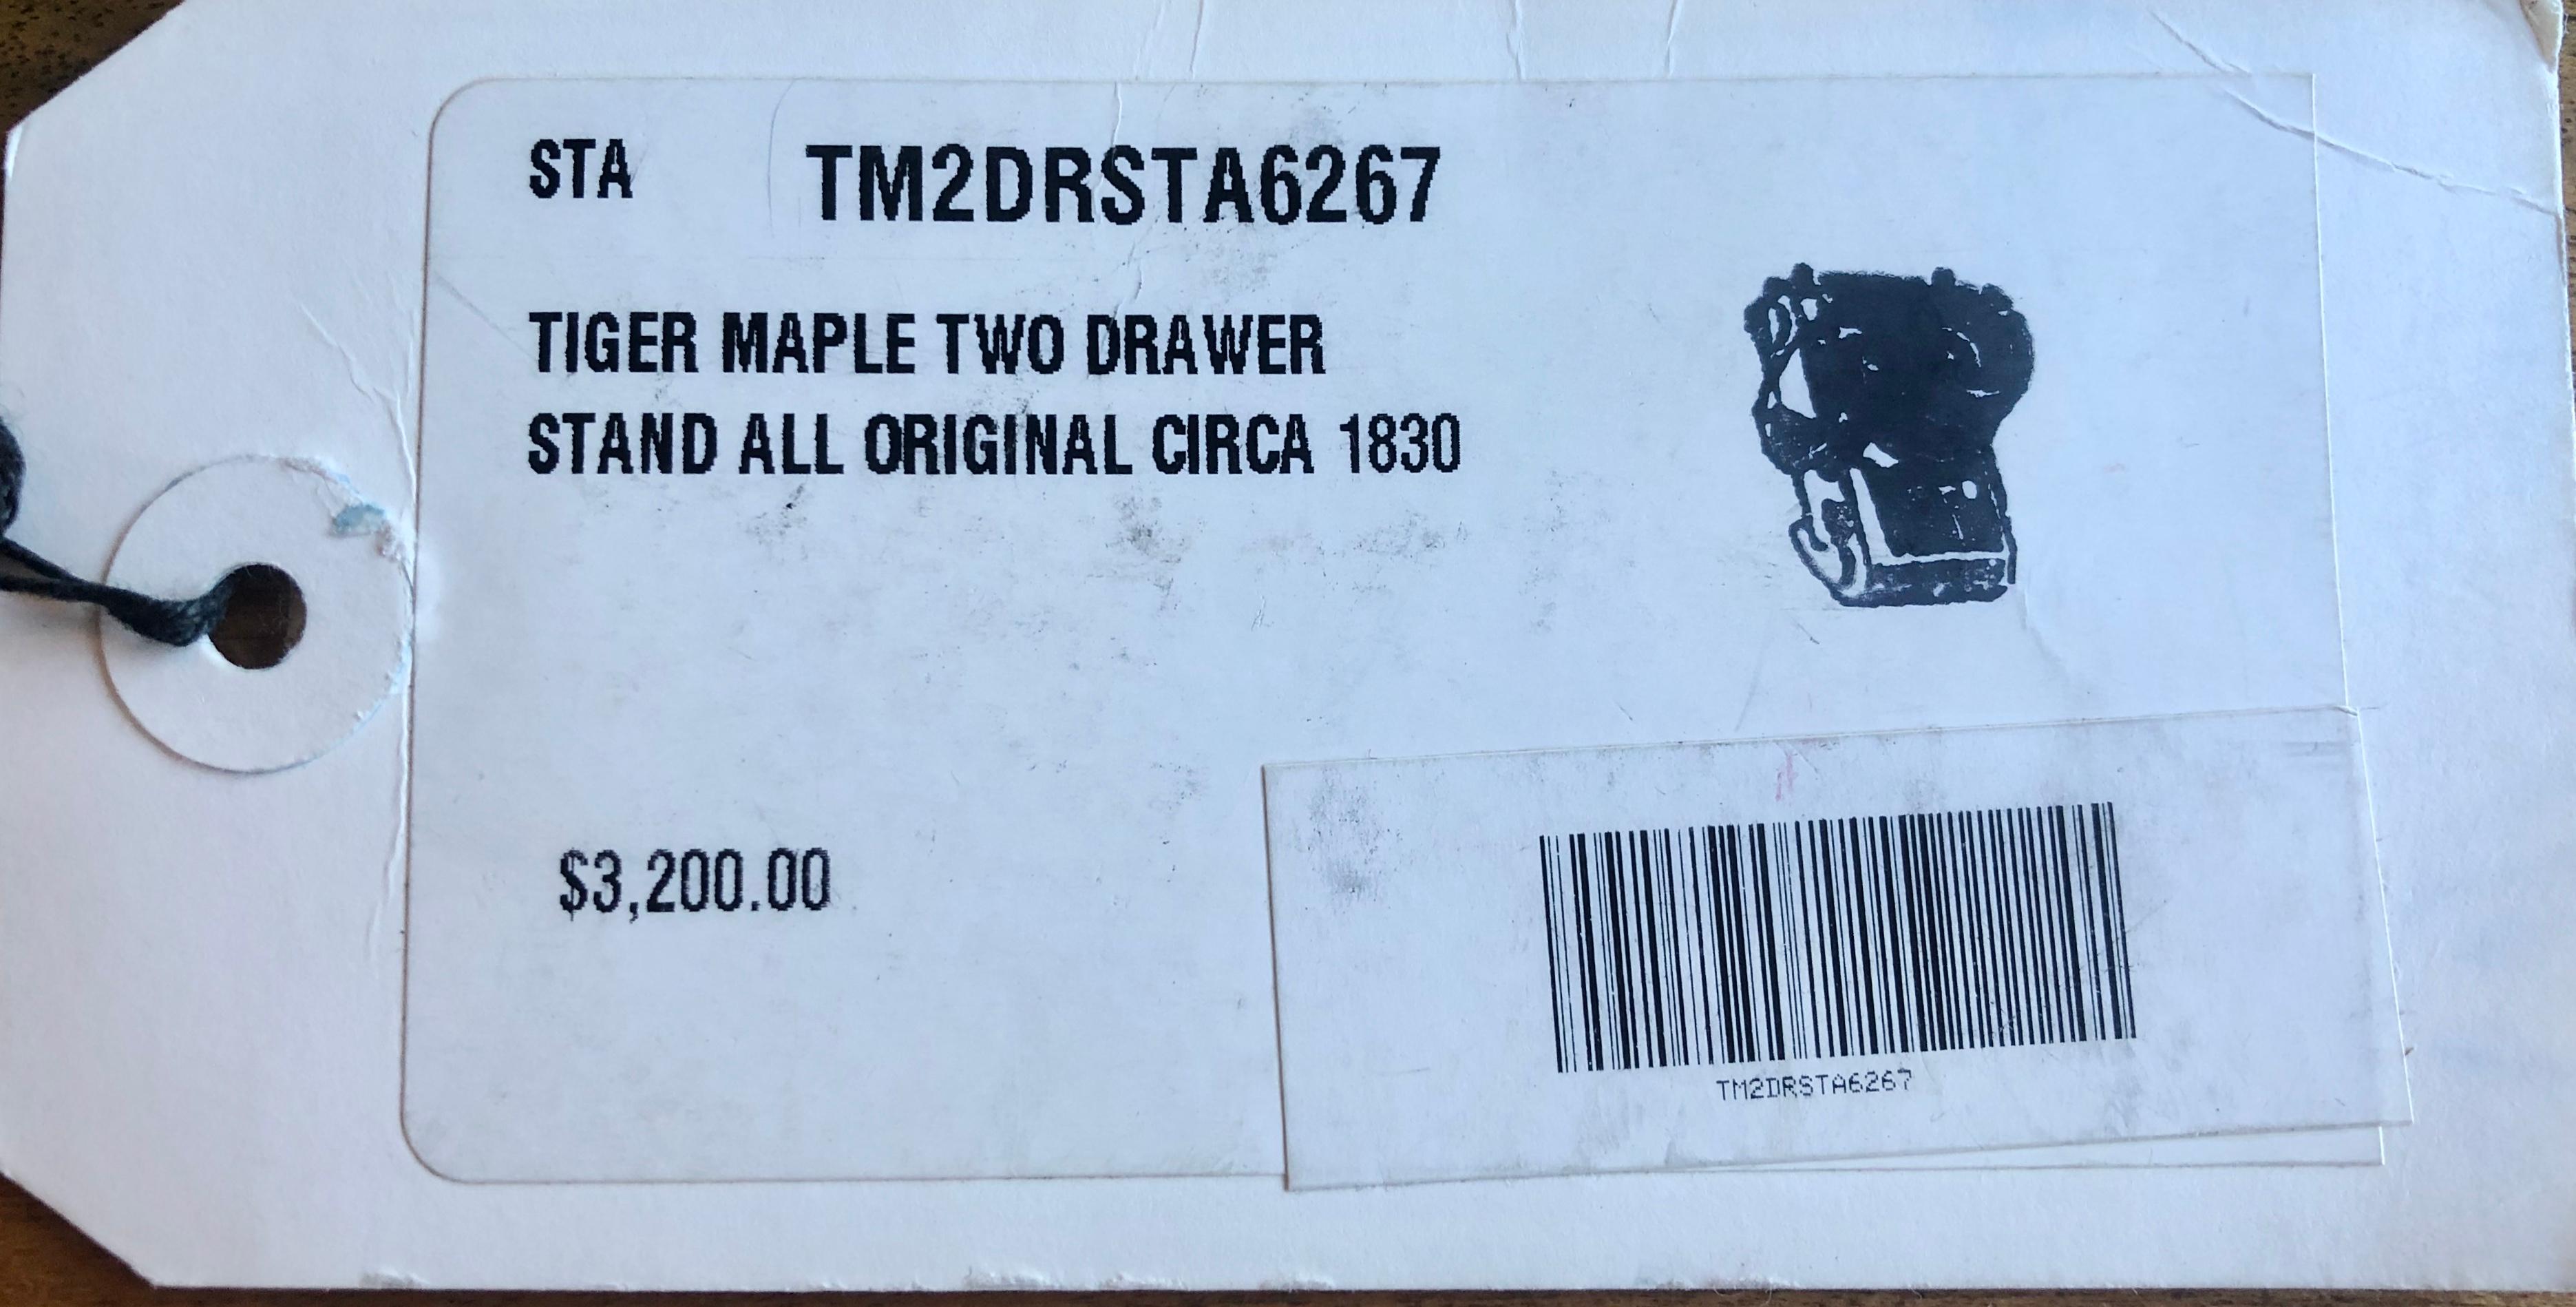 STA TM2DRSTA6267
TIGER MAPLE TWO DRAWER
STAND ALL ORIGINAL CIRCA 1830
$3,200.00
TM2DRSTA6267